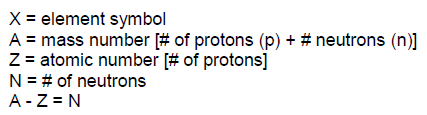 X = element symbol
A = mass number [# of protons (p) + # neutrons (n)]
Z = atomic number [# of protons]
N = # of neutrons
A - Z = N